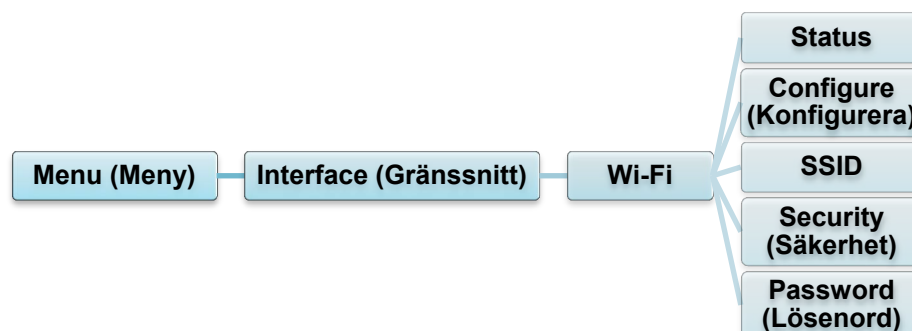 Menu (Meny)
Interface (Gränssnitt)
Wi-Fi
Status
Configure
(Konfigurera)
SSID
Security
(Säkerhet)
Password
(Lösenord)